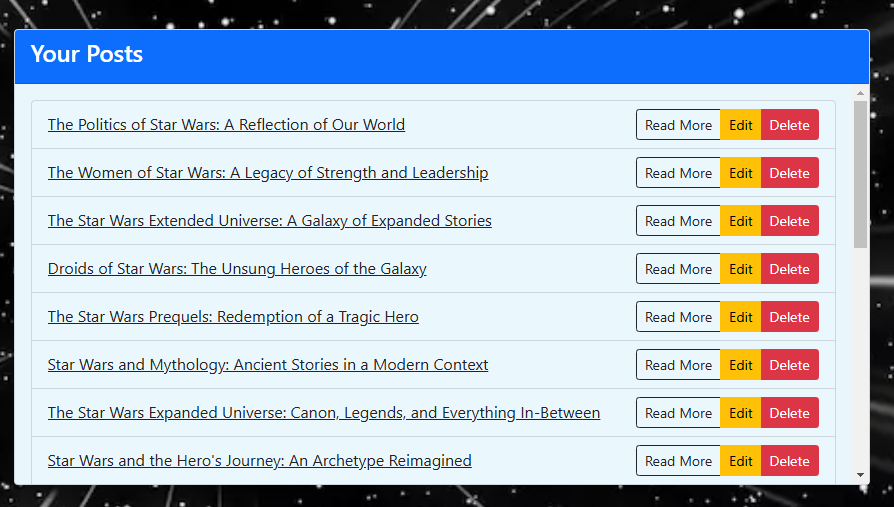 Your Posts
The Politics of Star Wars: A Reflection of Our World Read More Edit Delete
The Women of Star Wars: A Legacy of Strength and Leadership Read More Edit Delete
The Star Wars Extended Universe: A Galaxy of Expanded Stories Read More Edit Delete
Droids of Star Wars: The Unsung Heroes of the Galaxy Read More Edit Delete
The Star Wars Prequels: Redemption of a Tragic Hero Read More Edit Delete
Star Wars and Mythology: Ancient Stories in a Modern Context Read More Edit Delete
The Star Wars Expanded Universe: Canon, Legends, and Everything In-Between Read More Edit Delete
Star Wars and the Hero's Journey: An Archetype Reimagined Read More Edit Delete